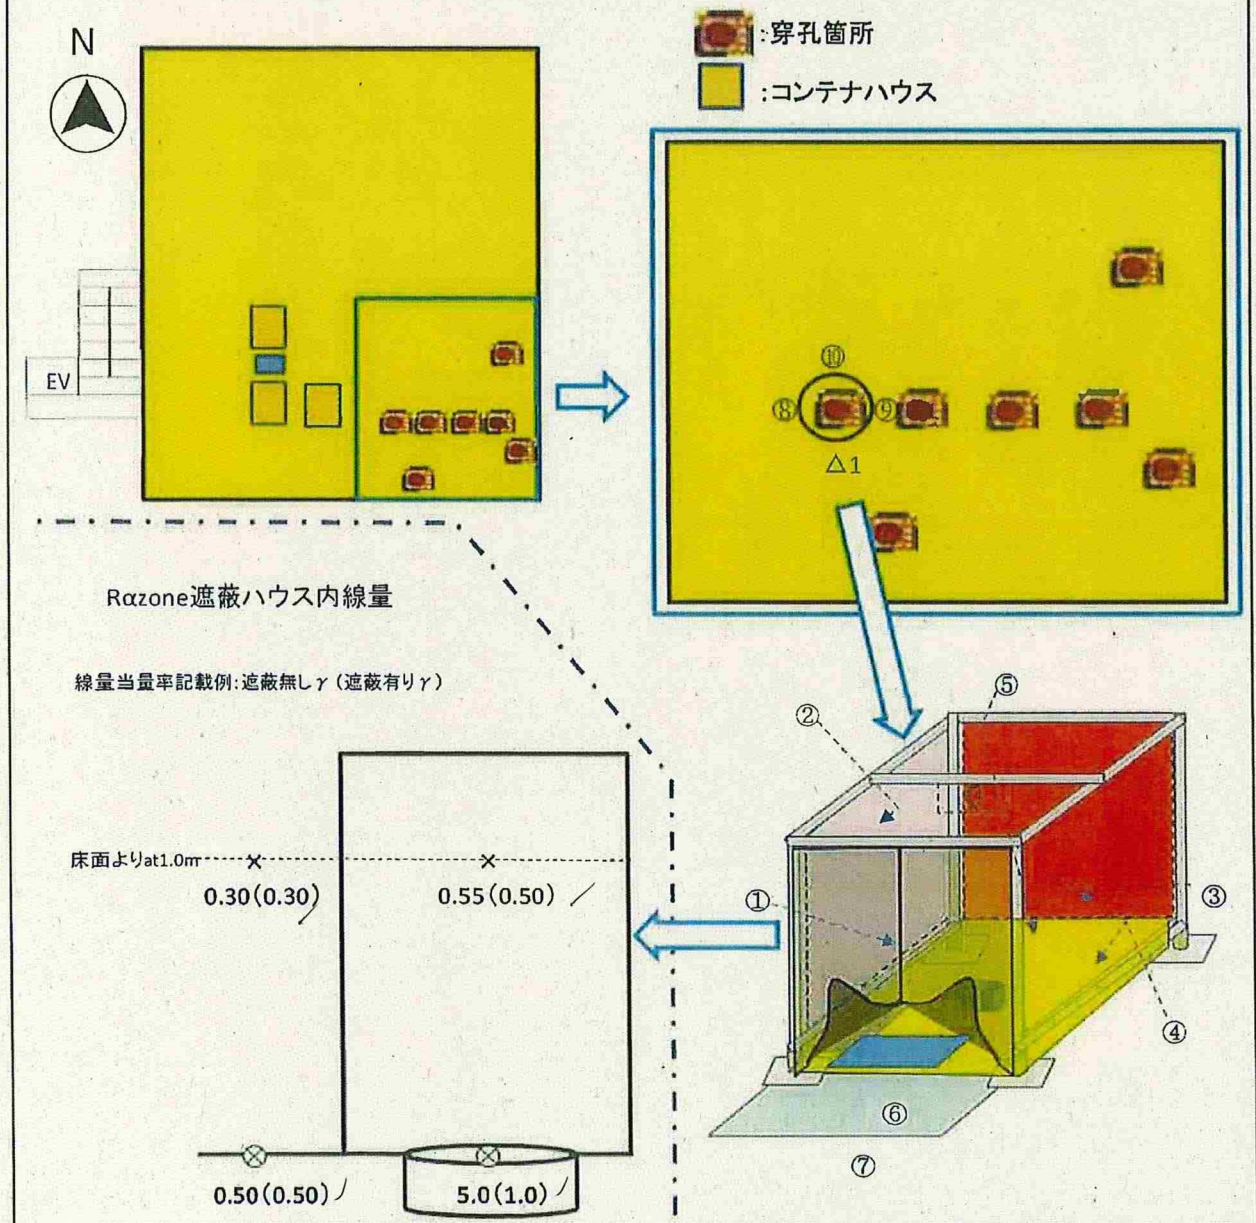 N
:穿孔箇所
:コンテナハウス
EV
⑩
⑧
⑨
△1
Rαzone遮蔽ハウス内線量
線量当量率記載例:遮蔽無しγ(遮蔽有りγ)
⑤
②
床面よりat1.0m
0.30(0.30)
0.55(0.50)
①
③
④
⑥
⑦
0.50(0.50)
5.0(1.0)